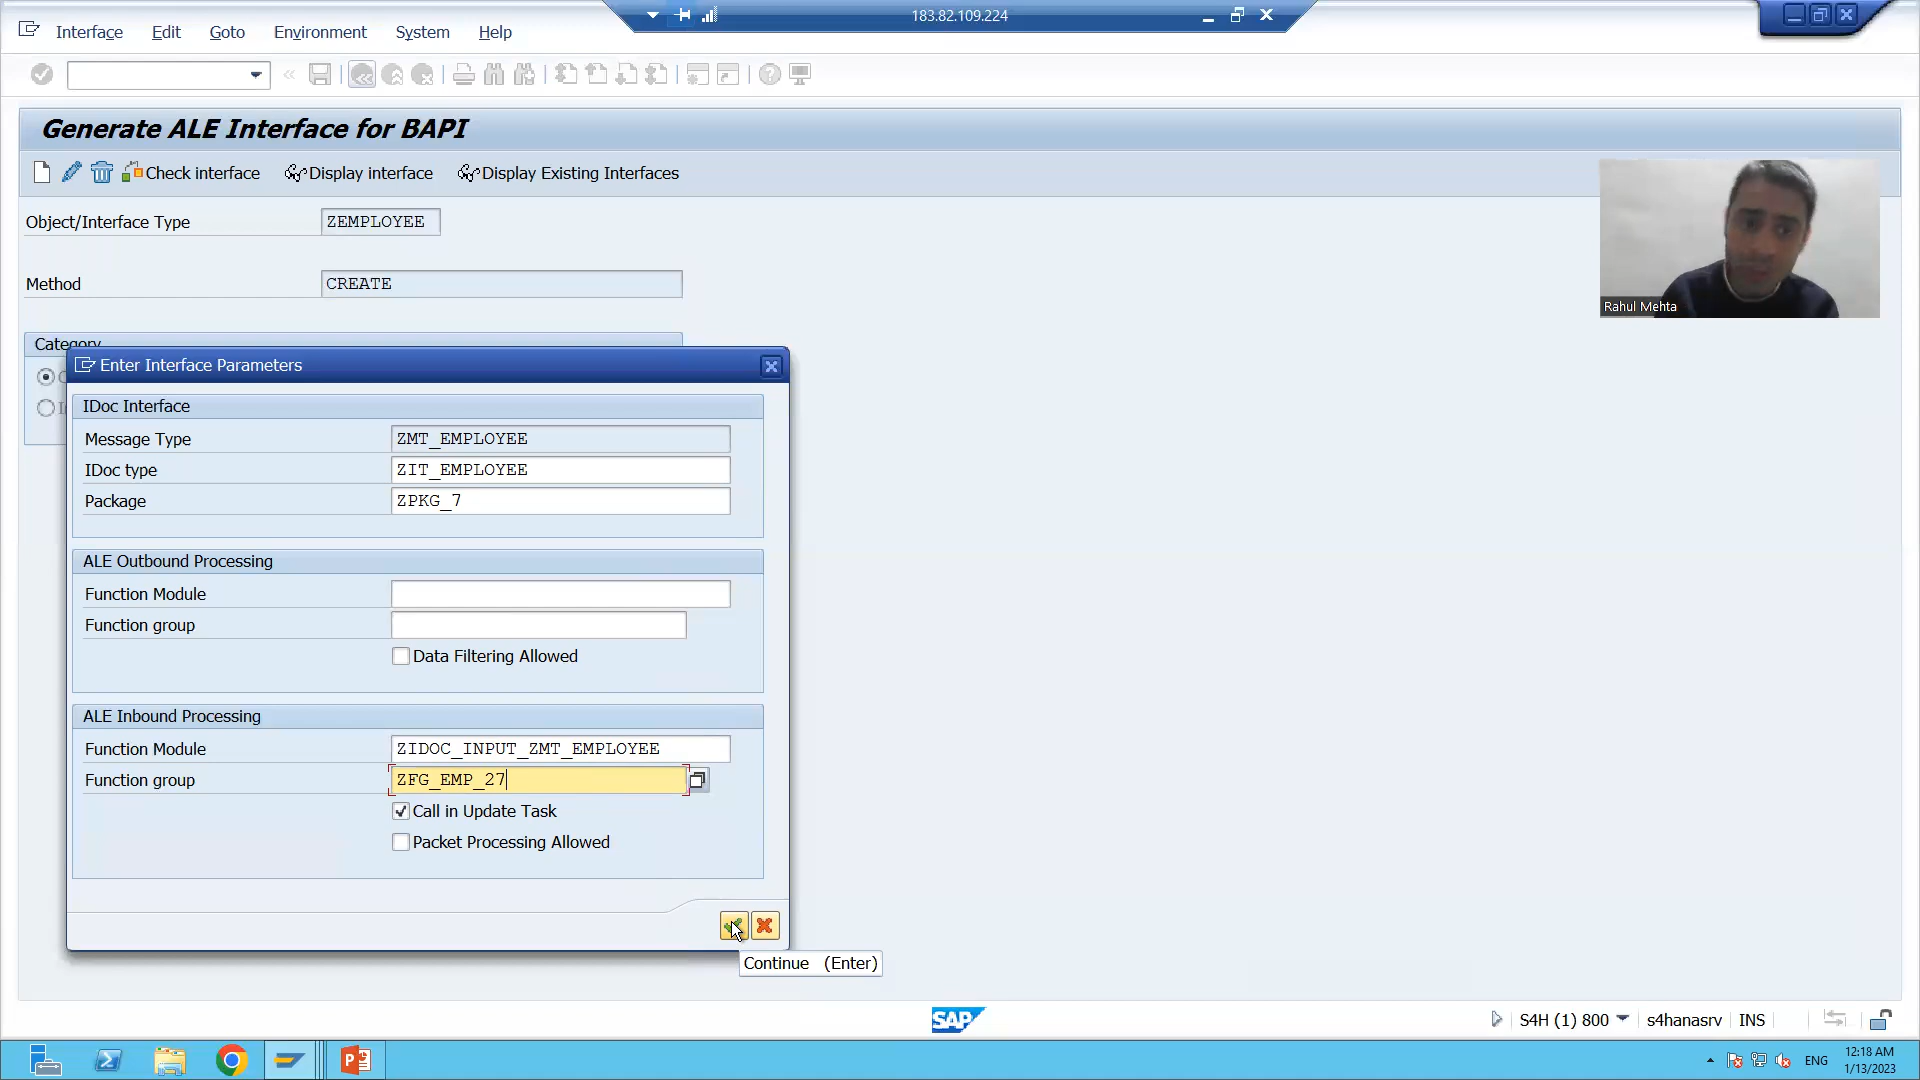 183.82.109.224
Interface Edit Goto Environment System Help
Generate ALE Interface for BAPI
Check interface Display interface Display Existing Interfaces
Object/Interface Type ZEMPLOYEE
Method CREATE
Category
Rahul Mehta
Enter Interface Parameters
IDoc Interface
Message Type ZMT_EMPLOYEE
IDoc type ZIT_EMPLOYEE
Package ZPKG_7
ALE Outbound Processing
Function Module
Function group
Data Filtering Allowed
ALE Inbound Processing
Function Module ZIDOC_INPUT_ZMT_EMPLOYEE
Function group ZFG_EMP_27
Call in Update Task
Packet Processing Allowed
Continue (Enter)
SAP
S4H (1) 800 s4hanasrv INS
ENG
12:18 AM
1/13/2023